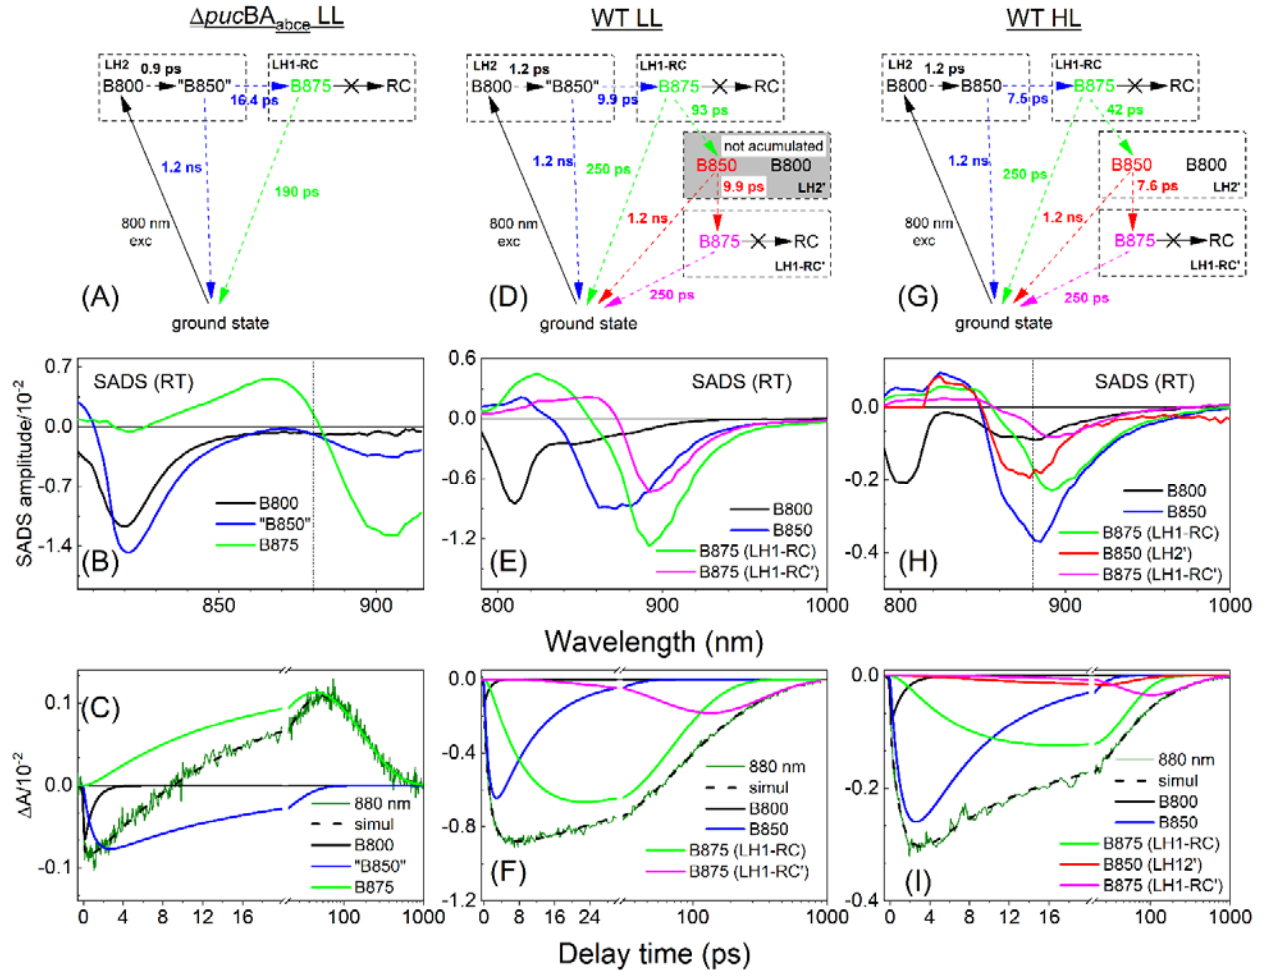 ΔpucBA_abce LL
WT LL
WT HL
LH2
0.9 ps
B800
"B850"
LH1-RC
B875
RC
16.4 ps
1.2 ns
190 ps
800 nm
exc
(A)
ground state
LH2
1.2 ps
B800
"B850"
LH1-RC
B875
RC
9.9 ps
93 ps
not acumulated
B850
B800
LH2'
1.2 ns
250 ps
9.9 ps
1.2 ns
B875
RC
LH1-RC'
800 nm
exc
250 ps
(D)
ground state
LH2
1.2 ps
B800
B850
LH1-RC
B875
RC
7.5 ps
42 ps
B850
B800
LH2'
1.2 ns
250 ps
7.6 ps
1.2 ns
B875
RC
LH1-RC'
800 nm
exc
250 ps
(G)
ground state
SADS amplitude/10⁻²
0.7
0.0
-0.7
-1.4
SADS (RT)
B800
"B850"
B875
(B)
850
900
0.6
0.0
-0.6
-1.2
SADS (RT)
B800
B850
B875 (LH1-RC)
B875 (LH1-RC')
(E)
800
900
1000
0.0
-0.2
-0.4
SADS (RT)
B800
B850
B875 (LH1-RC)
B850 (LH2')
B875 (LH1-RC')
(H)
800
900
1000
Wavelength (nm)
ΔA/10⁻²
0.1
0.0
-0.1
(C)
880 nm
simul
B800
"B850"
B875
0
4
8
12
16
100
1000
0.0
-0.4
-0.8
-1.2
880 nm
simul
B800
B850
B875 (LH1-RC)
B875 (LH1-RC')
(F)
0
8
16
24
100
1000
0.0
-0.2
-0.4
880 nm
simul
B800
B850
B875 (LH1-RC)
B850 (LH12')
B875 (LH1-RC')
(I)
0
4
8
12
16
100
1000
Delay time (ps)